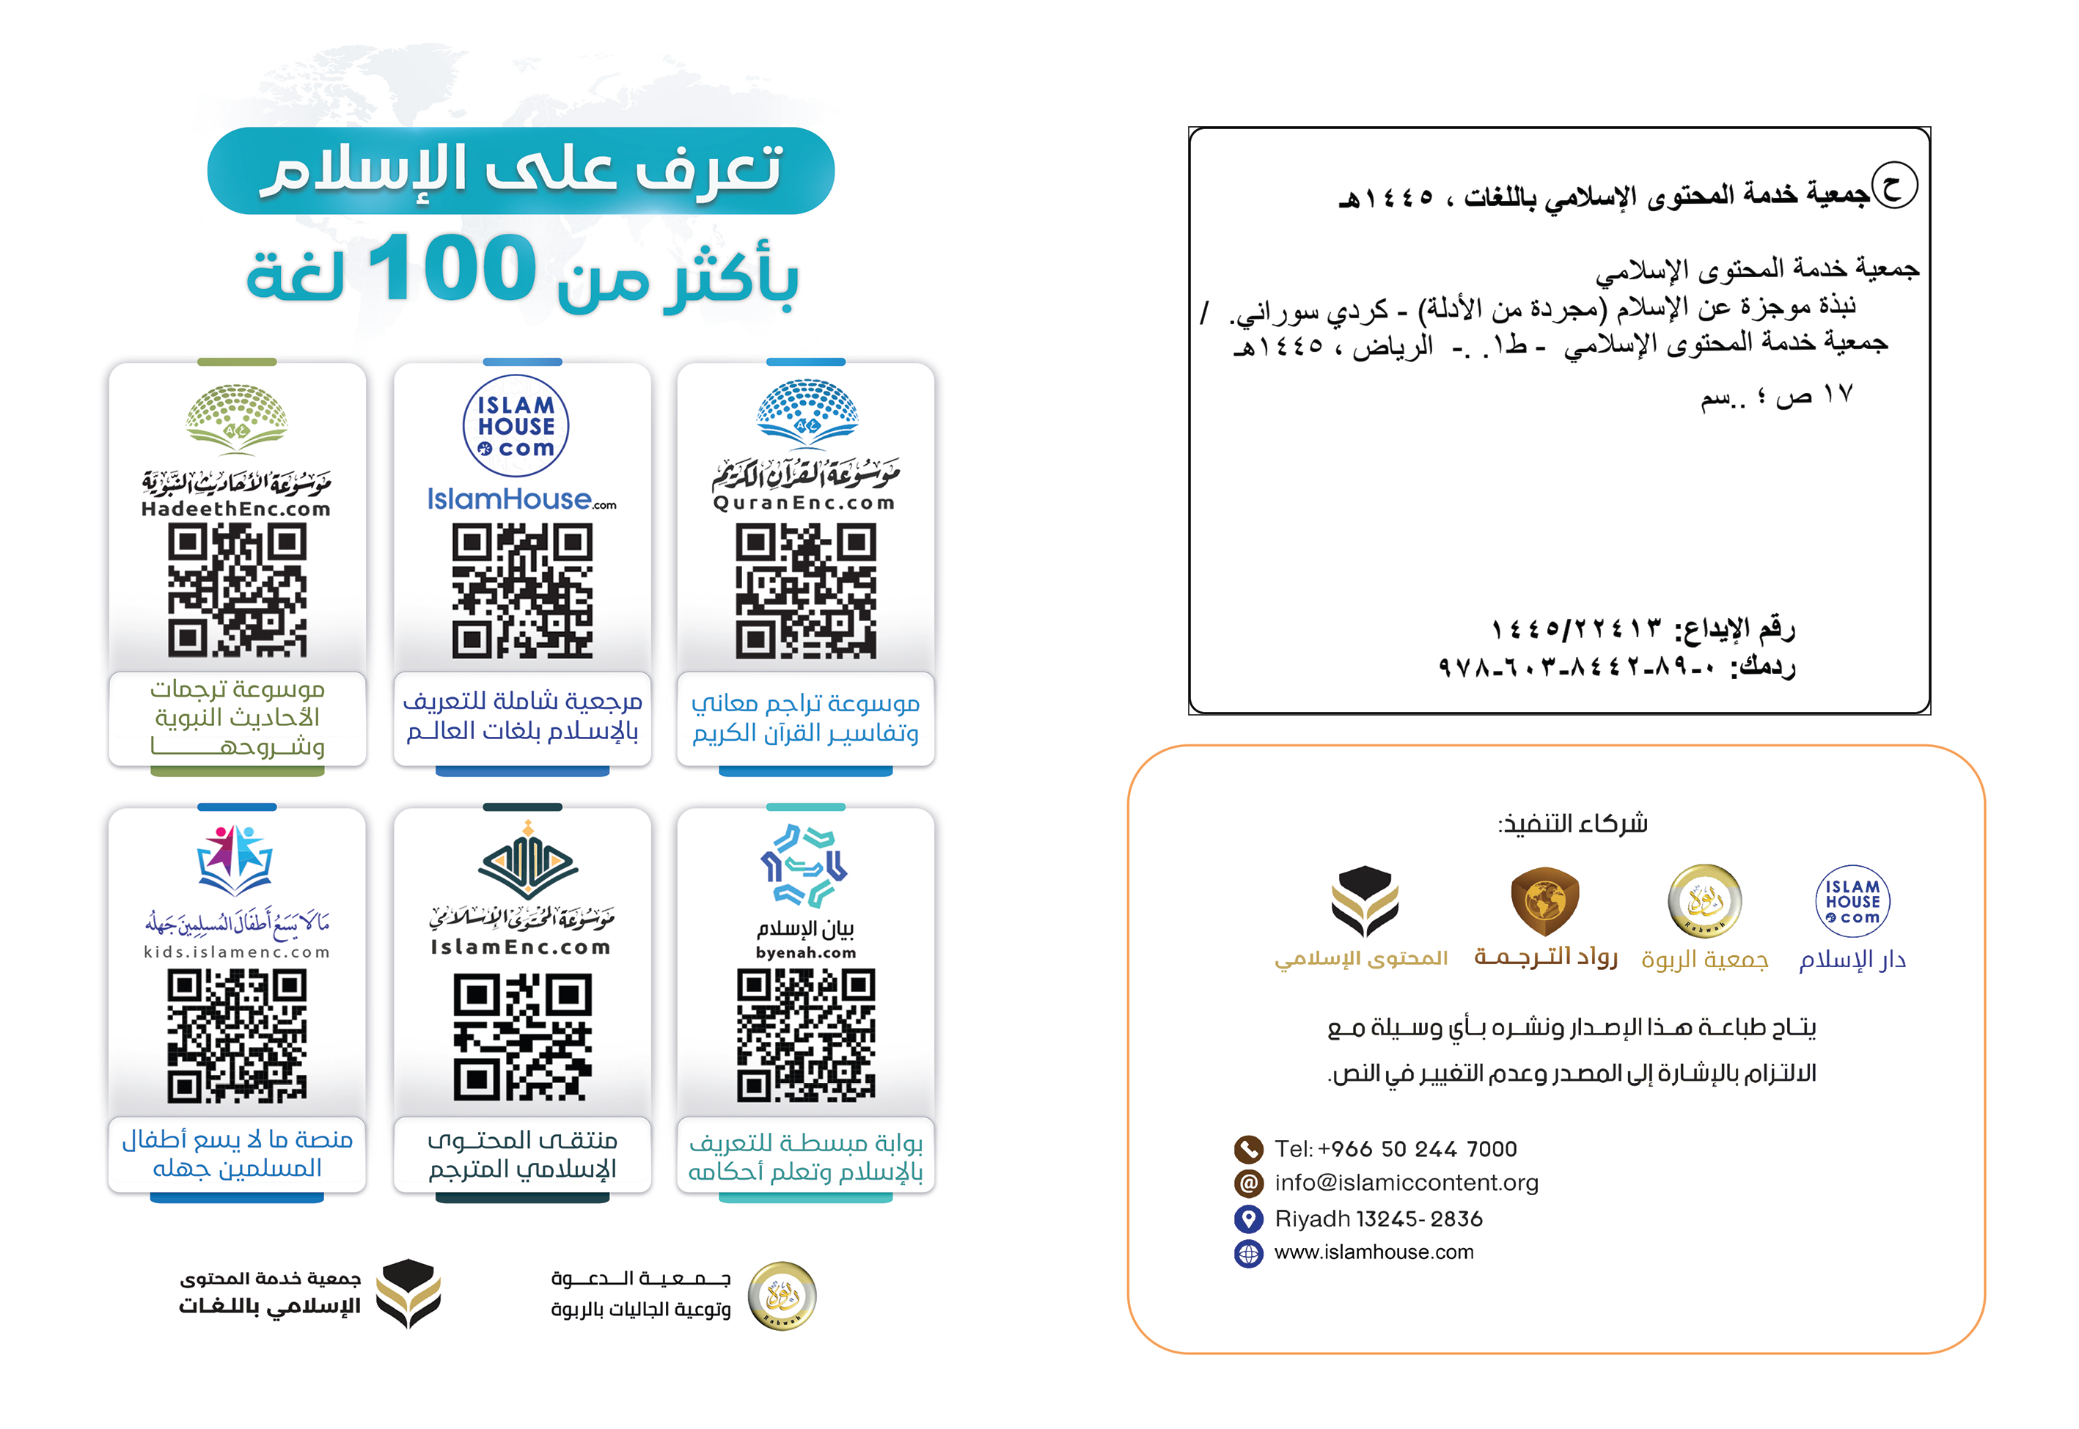 تعرف على الإسلام
بأكثر من 100 لغة
ISLAM
HOUSE
com
موسوعة القرآن الكريم
QuranEnc.com
موسوعة تراجم معاني
وتفاسير القرآن الكريم
IslamHouse.com
مرجعية شاملة للتعريف
بالإسلام بلغات العالم
موسوعة الأحاديث النبوية
HadeethEnc.com
موسوعة ترجمات
الأحاديث النبوية
وشروحها
بيان الإسلام
byenah.com
بوابة مبسطة للتعريف
بالإسلام وتعلم أحكامه
موسوعة المحتوى الإسلامي
IslamEnc.com
منتقى المحتوى
الإسلامي المترجم
ما لا يسع أطفال المسلمين جهله
kids.islamenc.com
منصة ما لا يسع أطفال
المسلمين جهله
جمعية الدعوة
وتوعية الجاليات بالربوة
Rabwah
جمعية خدمة المحتوى
الإسلامي باللغات
ح جمعية خدمة المحتوى الإسلامي باللغات ، ١٤٤٥هـ
جمعية خدمة المحتوى الإسلامي
نبذة موجزة عن الإسلام (مجردة من الأدلة) - كردي سوراني. /
جمعية خدمة المحتوى الإسلامي - ط١. .- الرياض ، ١٤٤٥هـ
١٧ ص ؛ ..سم
رقم الإيداع: ١٤٤٥/٢٢٤١٣
ردمك: ٠-٨٩-٨٤٤٢-٦٠٣-٩٧٨
شركاء التنفيذ:
ISLAM
HOUSE
com
دار الإسلام
Rabwah
جمعية الربوة
رواد الترجمة
المحتوى الإسلامي
يتاح طباعة هذا الإصدار ونشره بأي وسيلة مع
الالتزام بالإشارة إلى المصدر وعدم التغيير في النص.
Tel: +966 50 244 7000
info@islamiccontent.org
Riyadh 13245- 2836
www.islamhouse.com